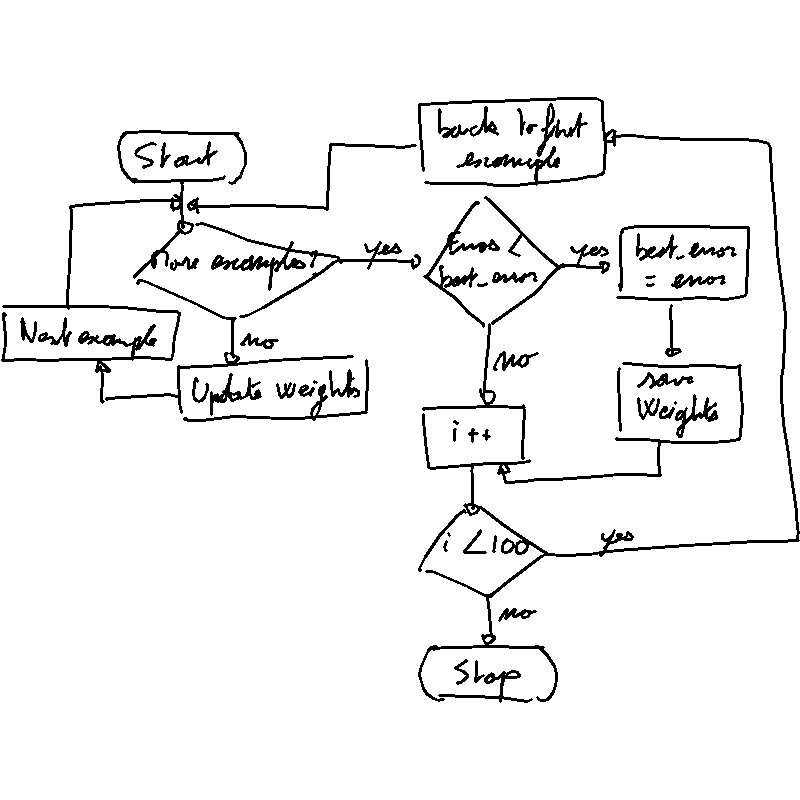 back to first
example
Start
More examples?
yes
Error <
best_error
yes
best_error
= error
Next example
no
Update weights
no
save
Weights
i++
i < 100
yes
no
Stop